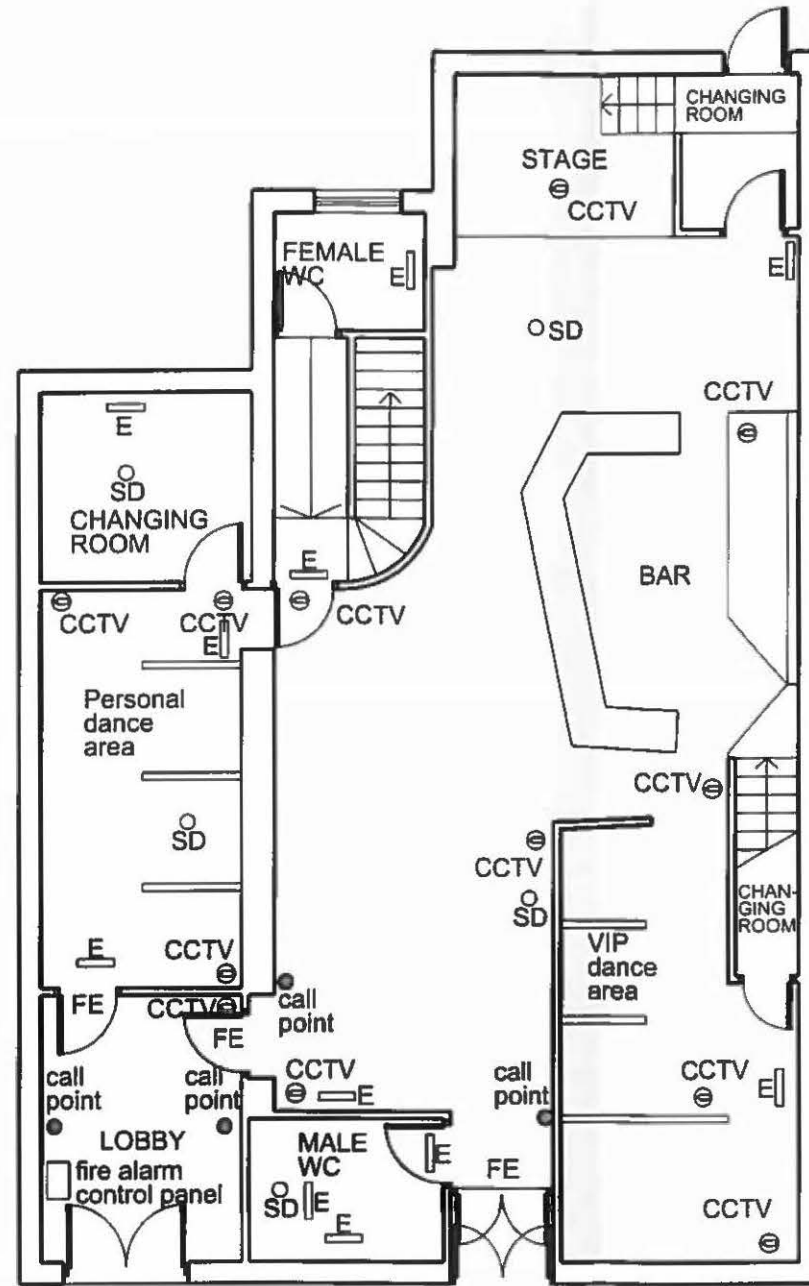 CHANGING
ROOM
STAGE
CCTV
FEMALE
WC
E
E
SD
CCTV
E
SD
CHANGING
ROOM
BAR
E
CCTV
CCTV
CCTV
E
Personal
dance
area
CCTV
SD
CCTV
SD
CHAN-
GING
ROOM
VIP
dance
area
E
CCTV
FE
CCTV
call
point
FE
call
point
call
point
CCTV
E
call
point
CCTV
E
LOBBY
fire alarm
control panel
MALE
WC
E
FE
SD
E
E
CCTV